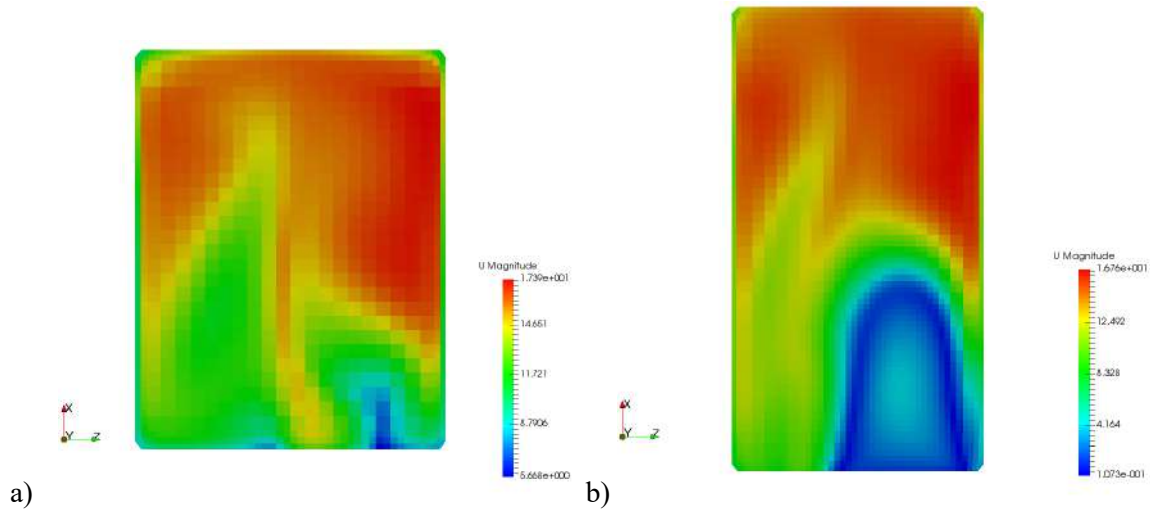 U Magnitude
1.739e+001
14.651
11.721
8.7906
5.668e+000
X
Y Z
a)
U Magnitude
1.676e+001
12.492
8.328
4.164
1.073e-001
X
Y Z
b)